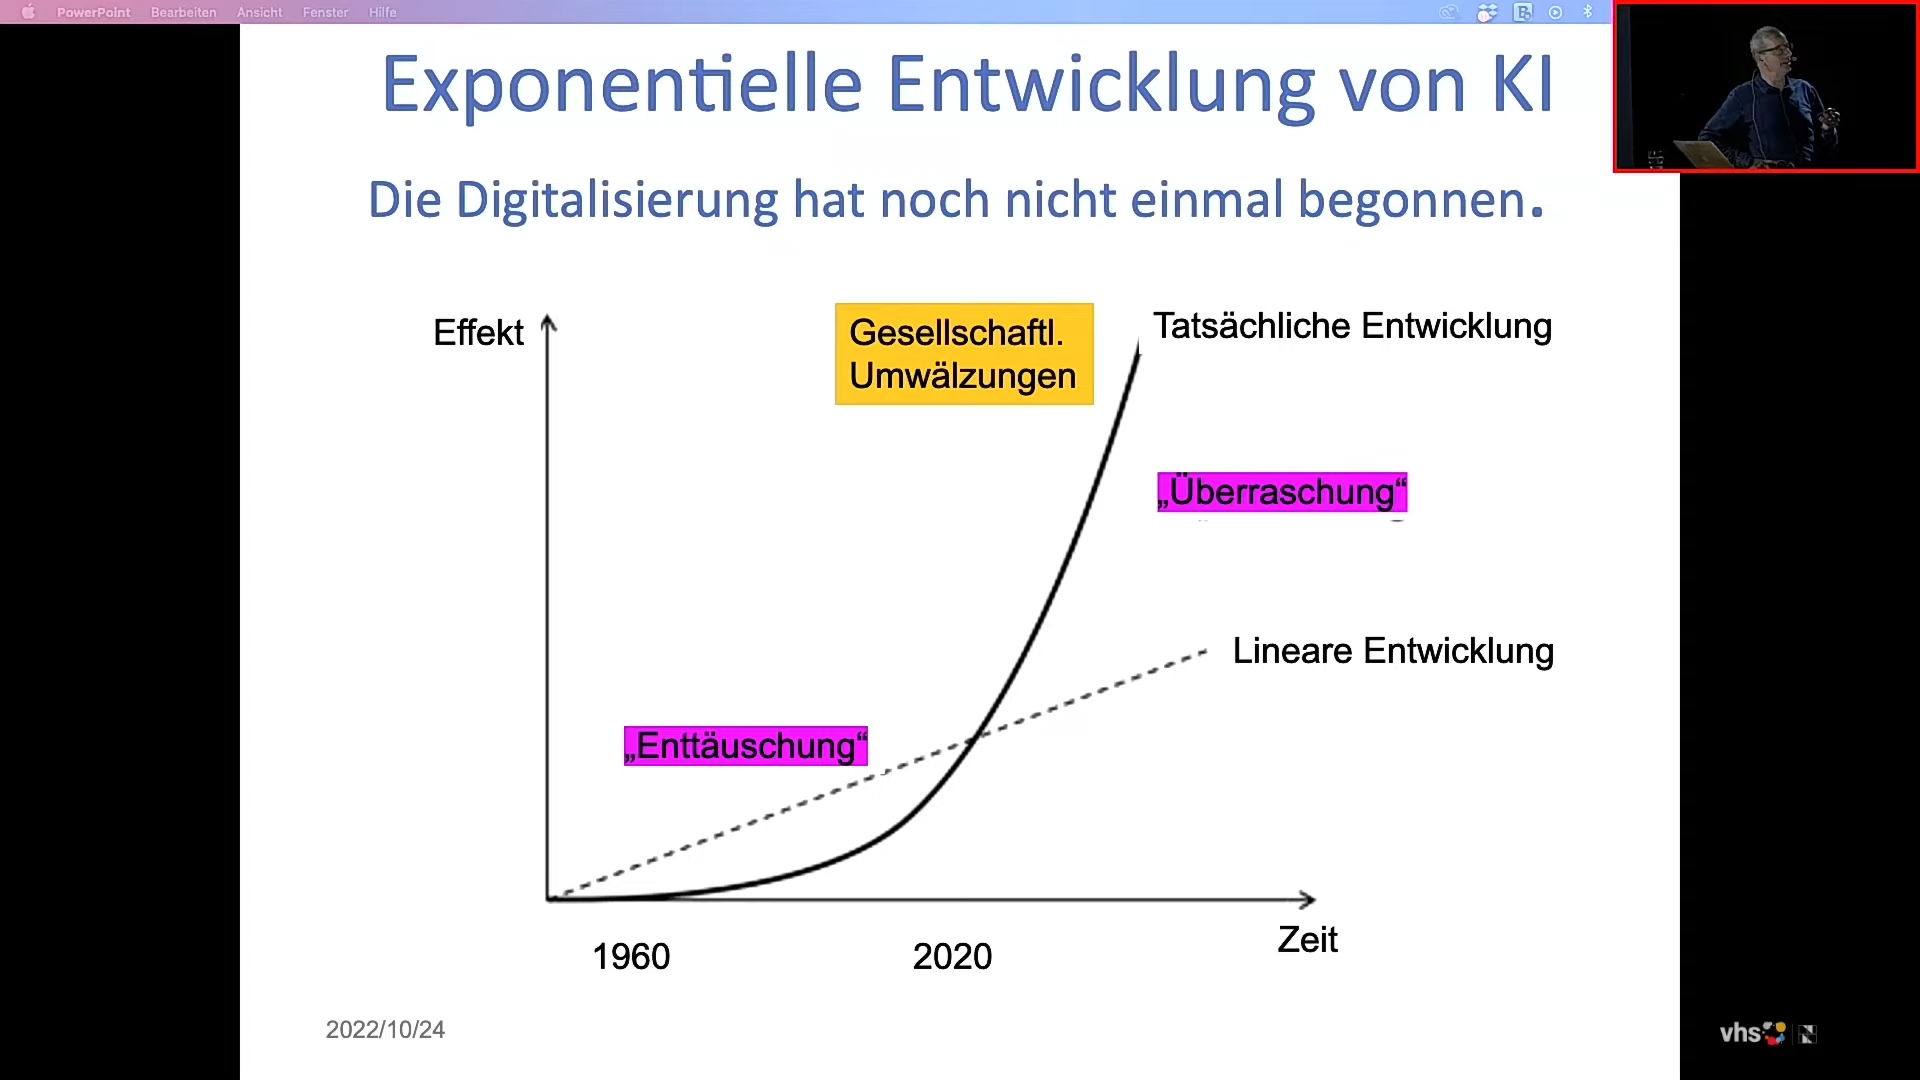 PowerPoint Bearbeiten Ansicht Fenster Hilfe
Exponentielle Entwicklung von KI
Die Digitalisierung hat noch nicht einmal begonnen.
Effekt
Gesellschaftl.
Umwälzungen
Tatsächliche Entwicklung
„Überraschung“
Lineare Entwicklung
„Enttäuschung“
Zeit
1960
2020
2022/10/24
vhs